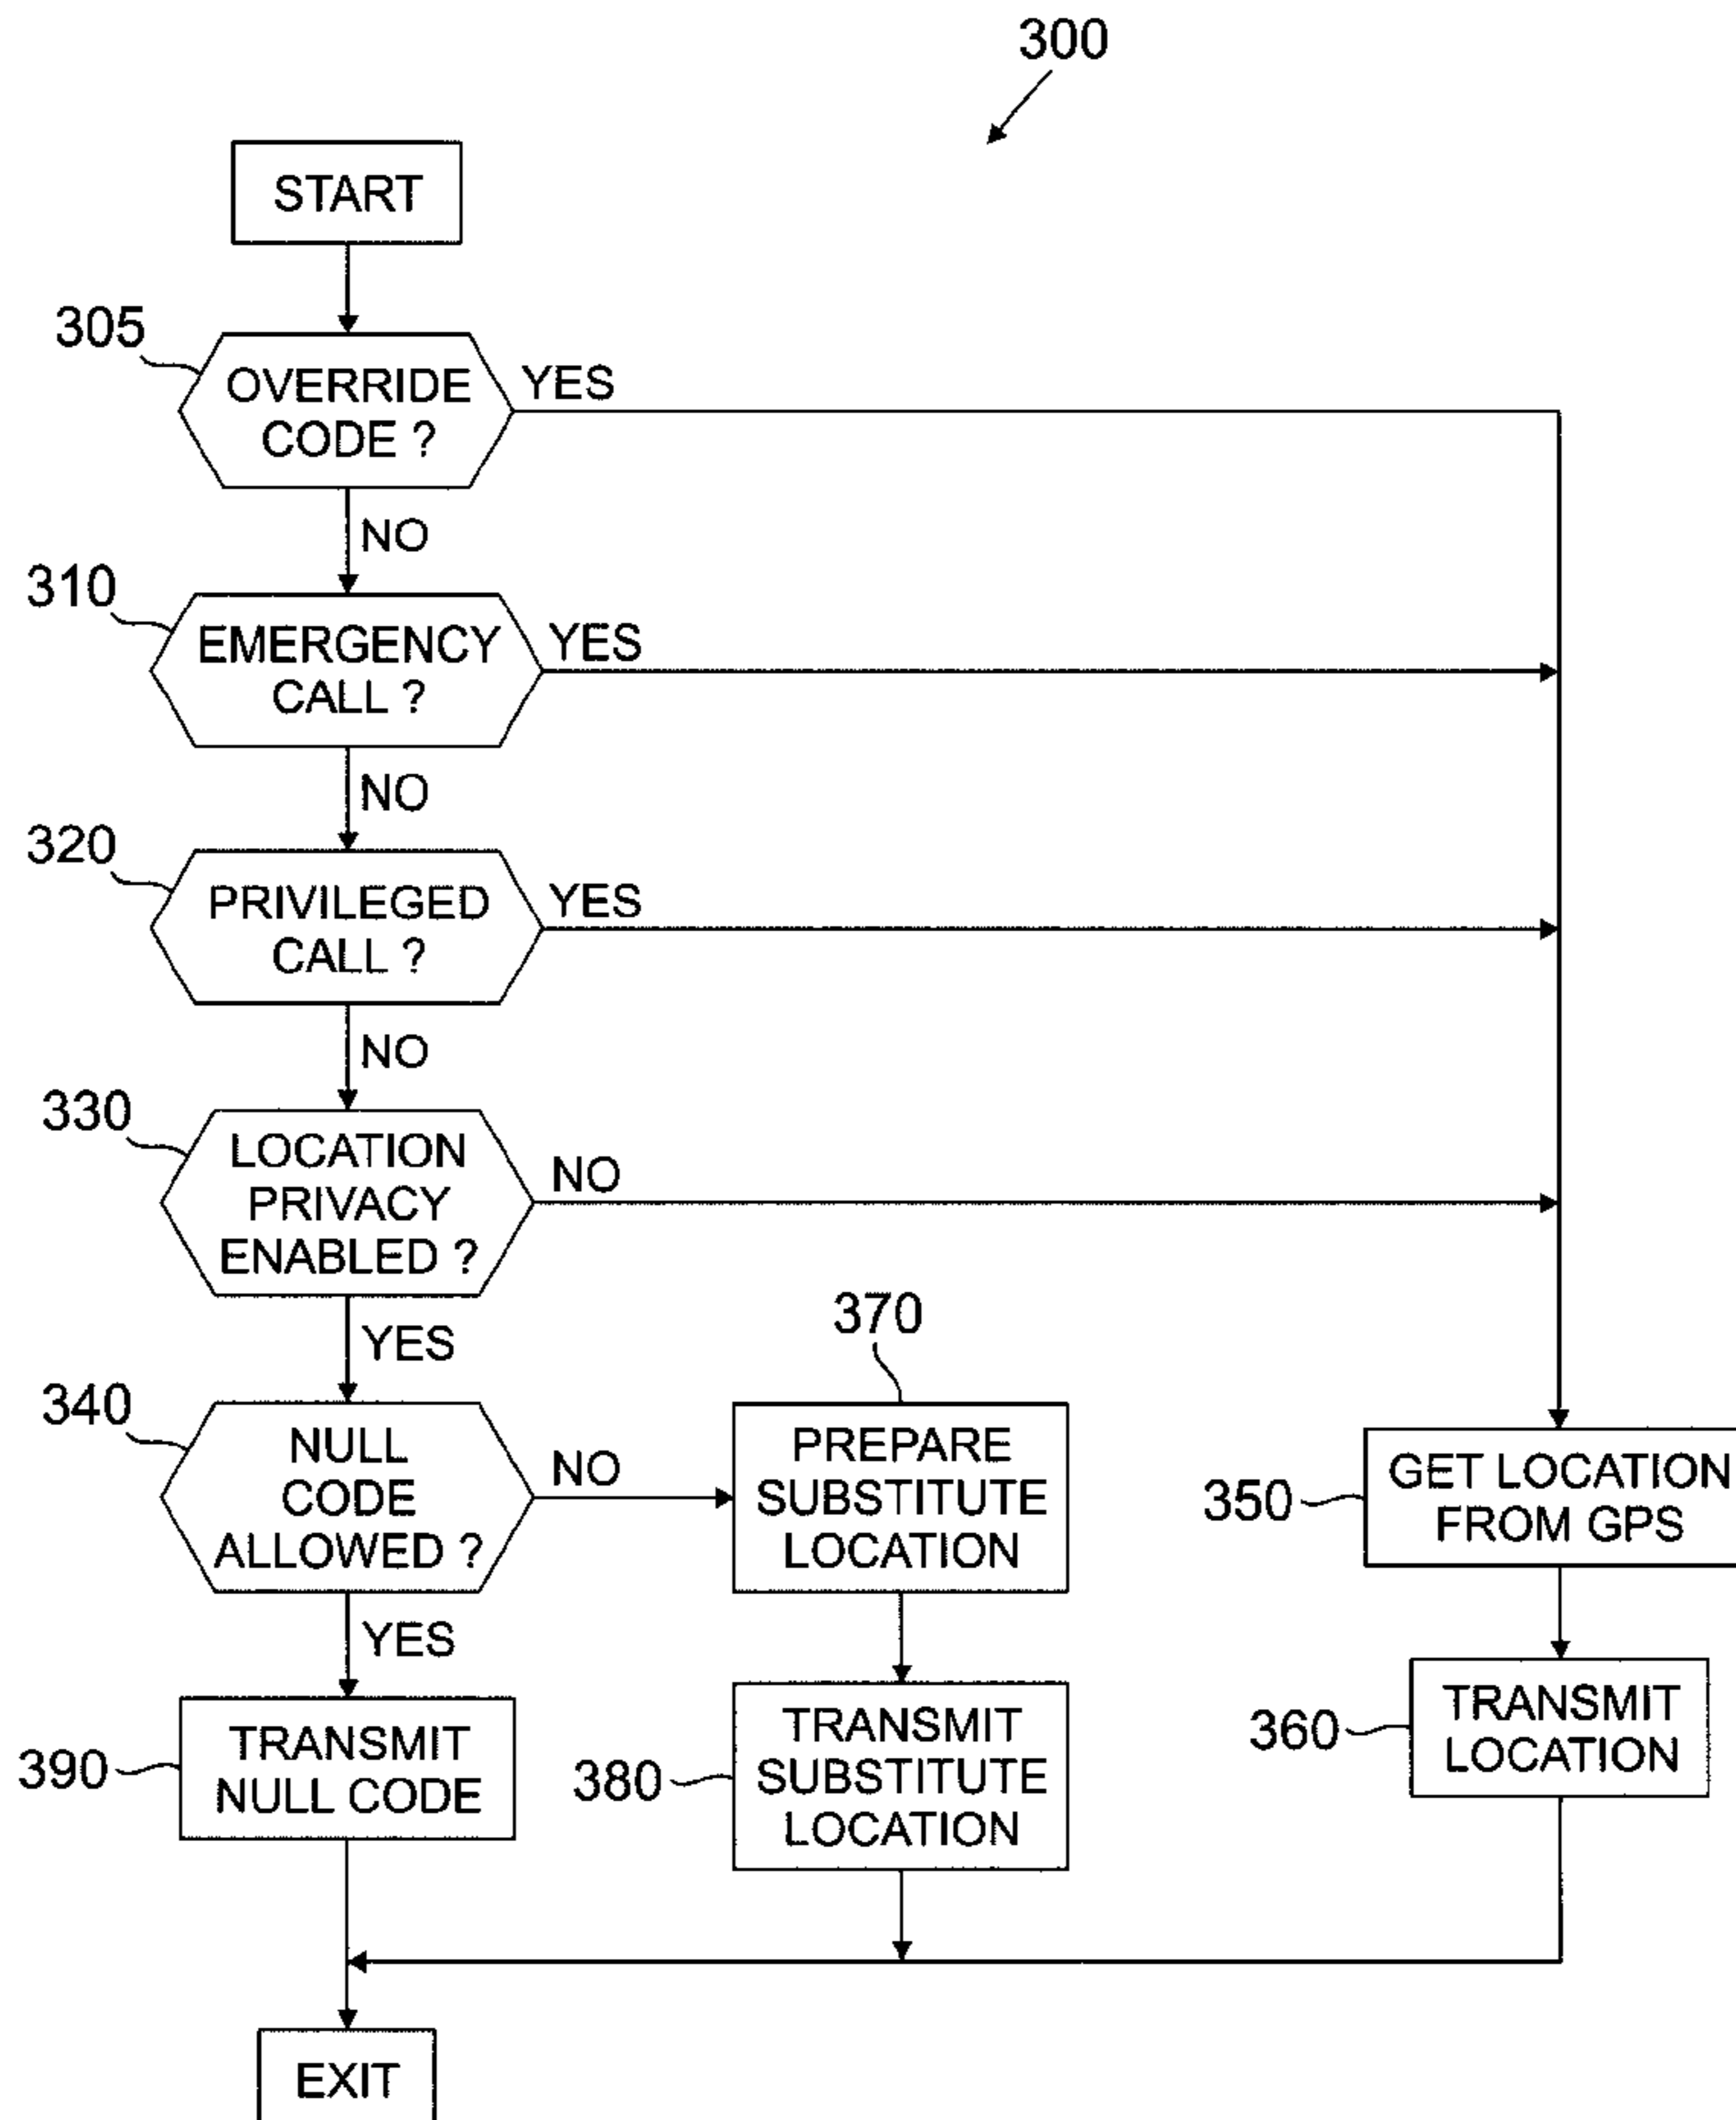 300
START
305
OVERRIDE
CODE ?
YES
NO
310
EMERGENCY
CALL ?
YES
NO
320
PRIVILEGED
CALL ?
YES
NO
330
LOCATION
PRIVACY
ENABLED ?
NO
YES
340
NULL
CODE
ALLOWED ?
NO
YES
370
PREPARE
SUBSTITUTE
LOCATION
350
GET LOCATION
FROM GPS
390
TRANSMIT
NULL CODE
380
TRANSMIT
SUBSTITUTE
LOCATION
360
TRANSMIT
LOCATION
EXIT